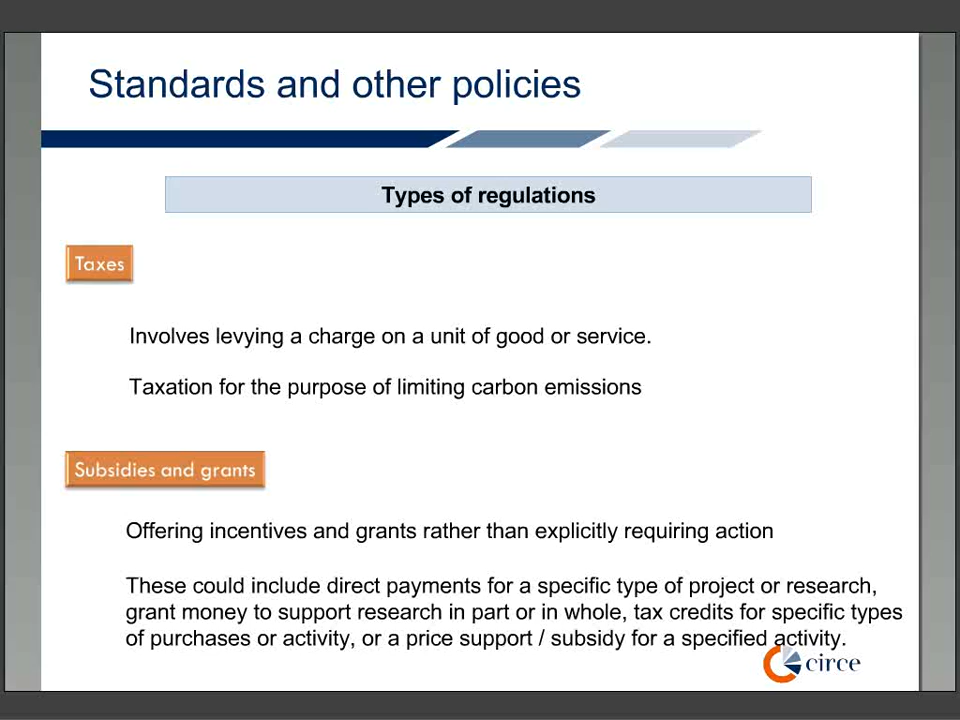 Standards and other policies
Types of regulations
Taxes
Involves levying a charge on a unit of good or service.
Taxation for the purpose of limiting carbon emissions
Subsidies and grants
Offering incentives and grants rather than explicitly requiring action
These could include direct payments for a specific type of project or research,
grant money to support research in part or in whole, tax credits for specific types
of purchases or activity, or a price support / subsidy for a specified activity.
circe